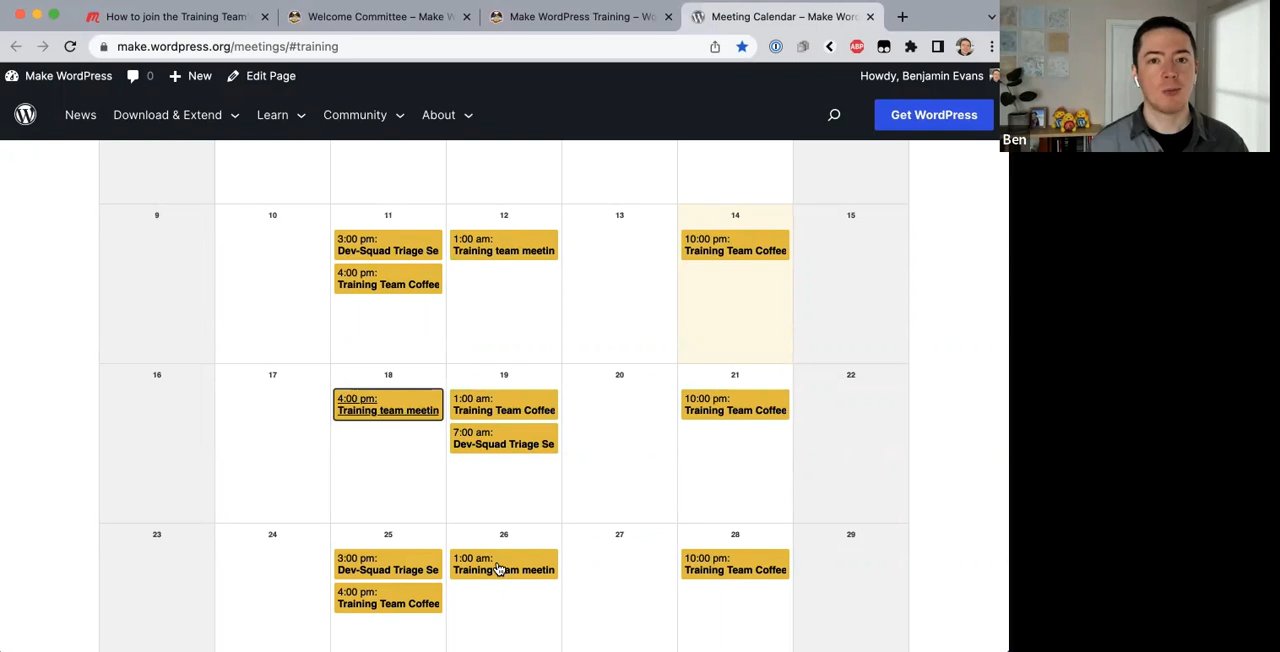 How to join the Training Team
Welcome Committee – Make W
Make WordPress Training – Wo
Meeting Calendar – Make Wor
make.wordpress.org/meetings/#training
ABP
Make WordPress
0
New
Edit Page
Howdy, Benjamin Evans
News
Download & Extend
Learn
Community
About
Get WordPress
Ben
9
10
11
12
13
14
15
3:00 pm:
Dev-Squad Triage Se
4:00 pm:
Training Team Coffee
1:00 am:
Training team meetin
10:00 pm:
Training Team Coffee
16
17
18
19
20
21
22
4:00 pm:
Training team meetin
1:00 am:
Training Team Coffee
7:00 am:
Dev-Squad Triage Se
10:00 pm:
Training Team Coffee
23
24
25
26
27
28
29
3:00 pm:
Dev-Squad Triage Se
4:00 pm:
Training Team Coffee
1:00 am:
Training team meetin
10:00 pm:
Training Team Coffee